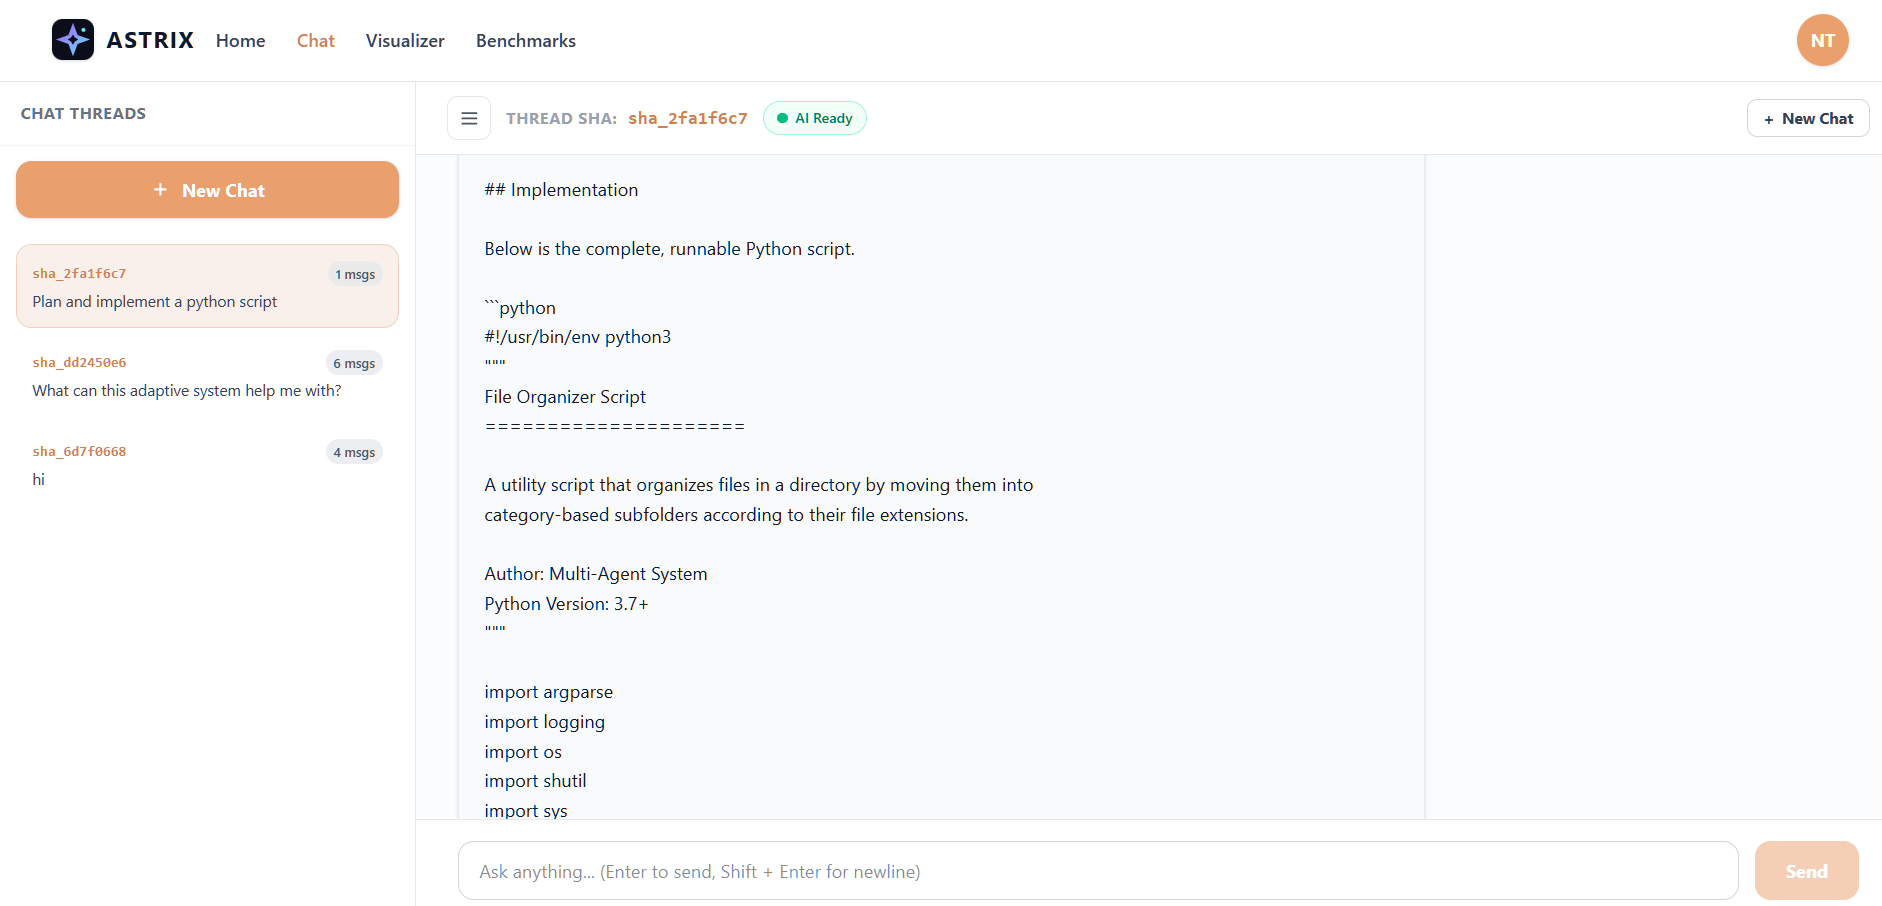 ASTRIX Home Chat Visualizer Benchmarks NT
CHAT THREADS
+ New Chat
sha_2fa1f6c7 1 msgs
Plan and implement a python script
sha_dd2450e6 6 msgs
What can this adaptive system help me with?
sha_6d7f0668 4 msgs
hi
THREAD SHA: sha_2fa1f6c7 AI Ready + New Chat
## Implementation
Below is the complete, runnable Python script.
```python
#!/usr/bin/env python3
"""
File Organizer Script
=====================
A utility script that organizes files in a directory by moving them into
category-based subfolders according to their file extensions.
Author: Multi-Agent System
Python Version: 3.7+
"""
import argparse
import logging
import os
import shutil
import sys
Ask anything... (Enter to send, Shift + Enter for newline) Send